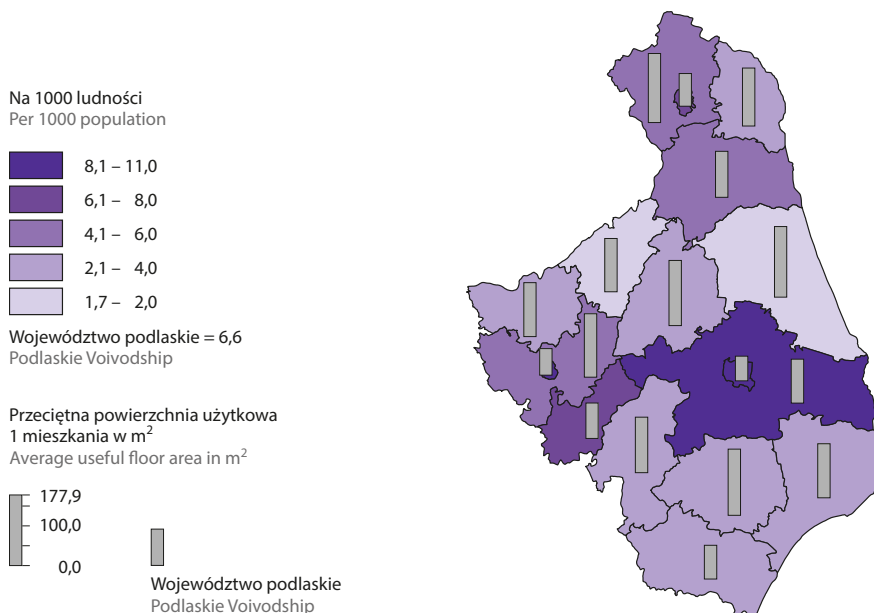 Na 1000 ludności
Per 1000 population
8,1 – 11,0
6,1 – 8,0
4,1 – 6,0
2,1 – 4,0
1,7 – 2,0
Województwo podlaskie = 6,6
Podlaskie Voivodship
Przeciętna powierzchnia użytkowa
1 mieszkania w m²
Average useful floor area in m²
177,9
100,0
0,0
Województwo podlaskie
Podlaskie Voivodship